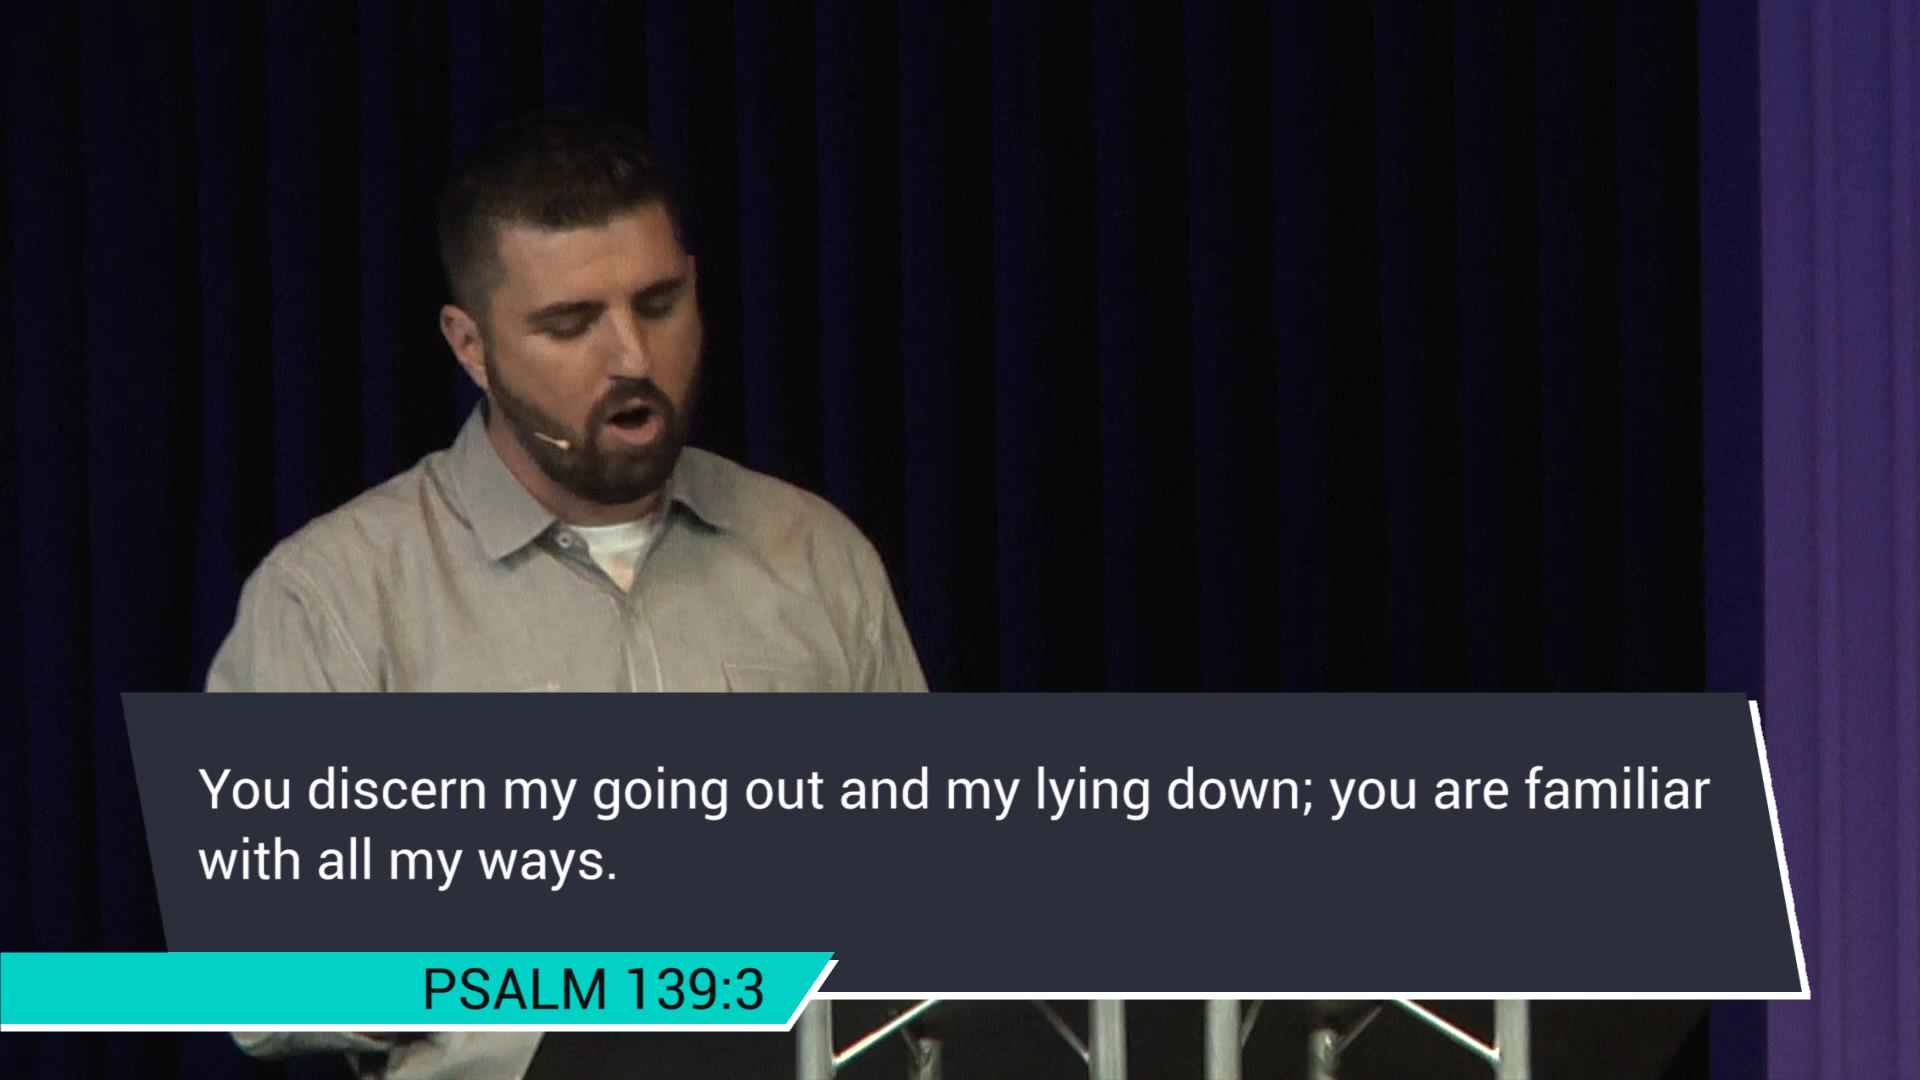 You discern my going out and my lying down; you are familiar
with all my ways.
PSALM 139:3